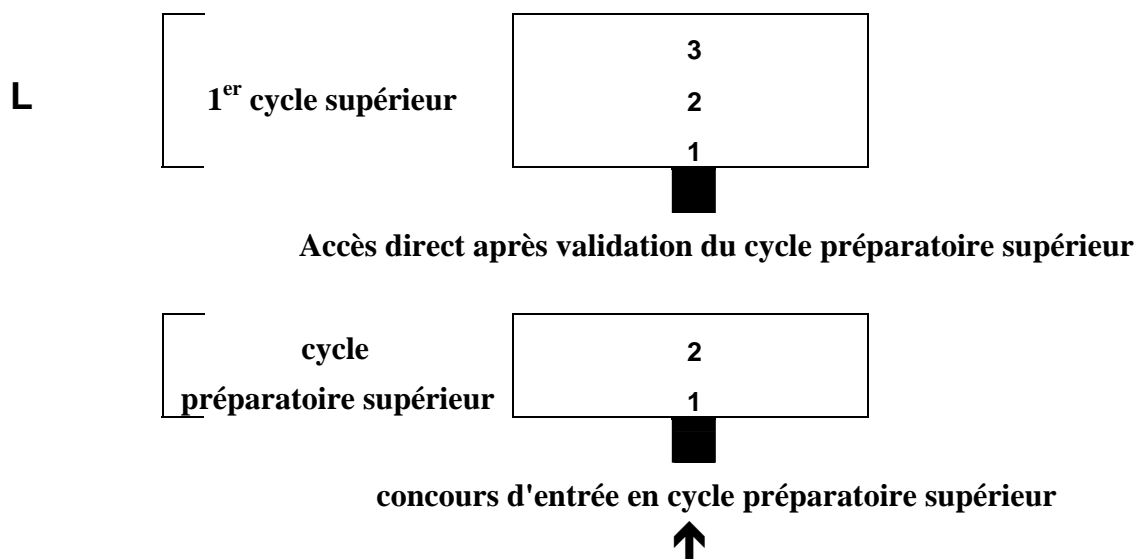 3
L 1er cycle supérieur 2
1
Accès direct après validation du cycle préparatoire supérieur
cycle 2
préparatoire supérieur 1
concours d'entrée en cycle préparatoire supérieur